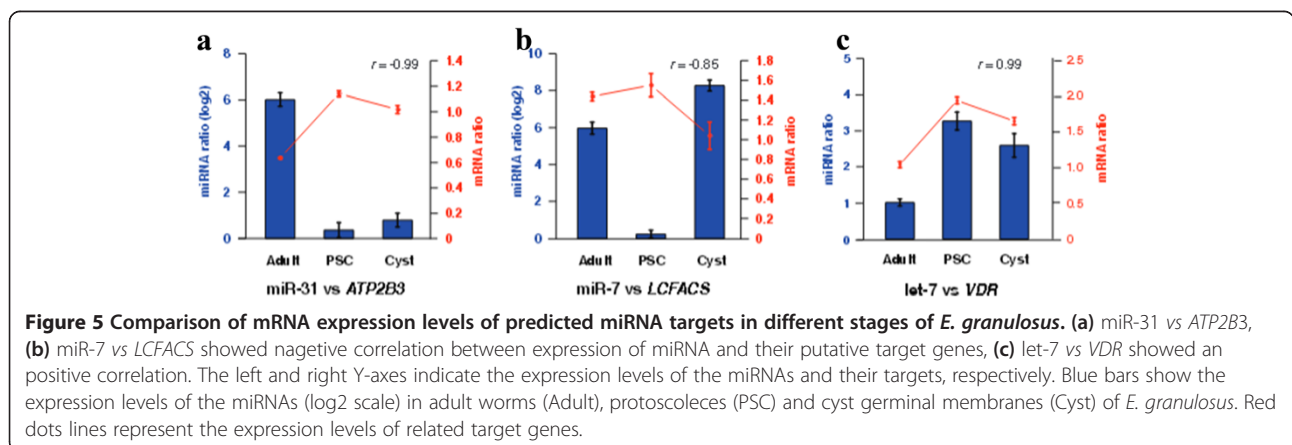 a
b
c
r = -0.99
r = -0.85
r = 0.99
miRNA ratio (log2)
8
6
4
2
0
1.4
1.2
1.0
0.8
0.6
0.4
0.2
0
mRNA ratio
Adult PSC Cyst
miR-31 vs ATP2B3
miRNA ratio (log2)
10
8
6
4
2
0
1.8
1.6
1.4
1.2
1.0
0.8
0.6
0.4
0.2
0
mRNA ratio
Adult PSC Cyst
miR-7 vs LCFACS
miRNA ratio
5
4
3
2
1
0
2.5
2.0
1.5
1.0
0.5
0
mRNA ratio
Adult PSC Cyst
let-7 vs VDR
Figure 5 Comparison of mRNA expression levels of predicted miRNA targets in different stages of E. granulosus. (a) miR-31 vs ATP2B3,
(b) miR-7 vs LCFACS showed nagetive correlation between expression of miRNA and their putative target genes, (c) let-7 vs VDR showed an
positive correlation. The left and right Y-axes indicate the expression levels of the miRNAs and their targets, respectively. Blue bars show the
expression levels of the miRNAs (log2 scale) in adult worms (Adult), protoscoleces (PSC) and cyst germinal membranes (Cyst) of E. granulosus. Red
dots lines represent the expression levels of related target genes.